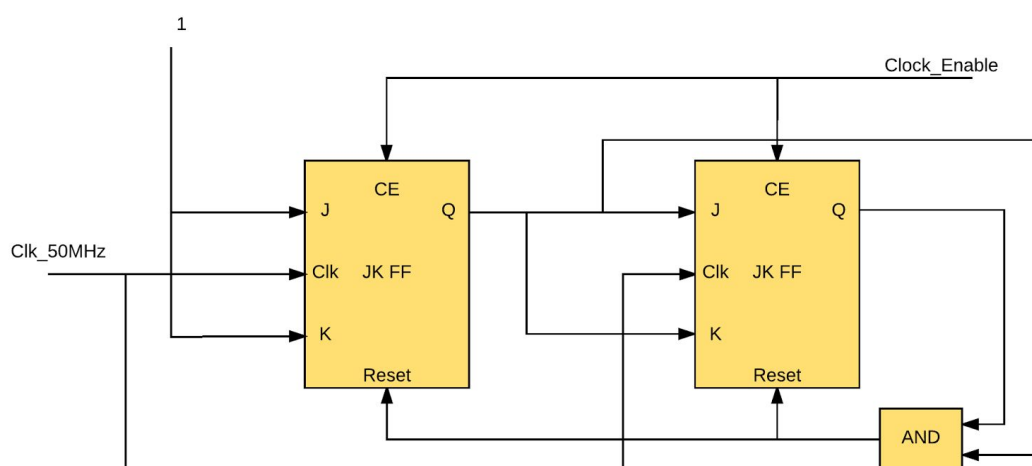 1
Clock_Enable
CE
CE
J
Q
J
Q
Clk_50MHz
Clk
JK FF
Clk
JK FF
K
K
Reset
Reset
AND